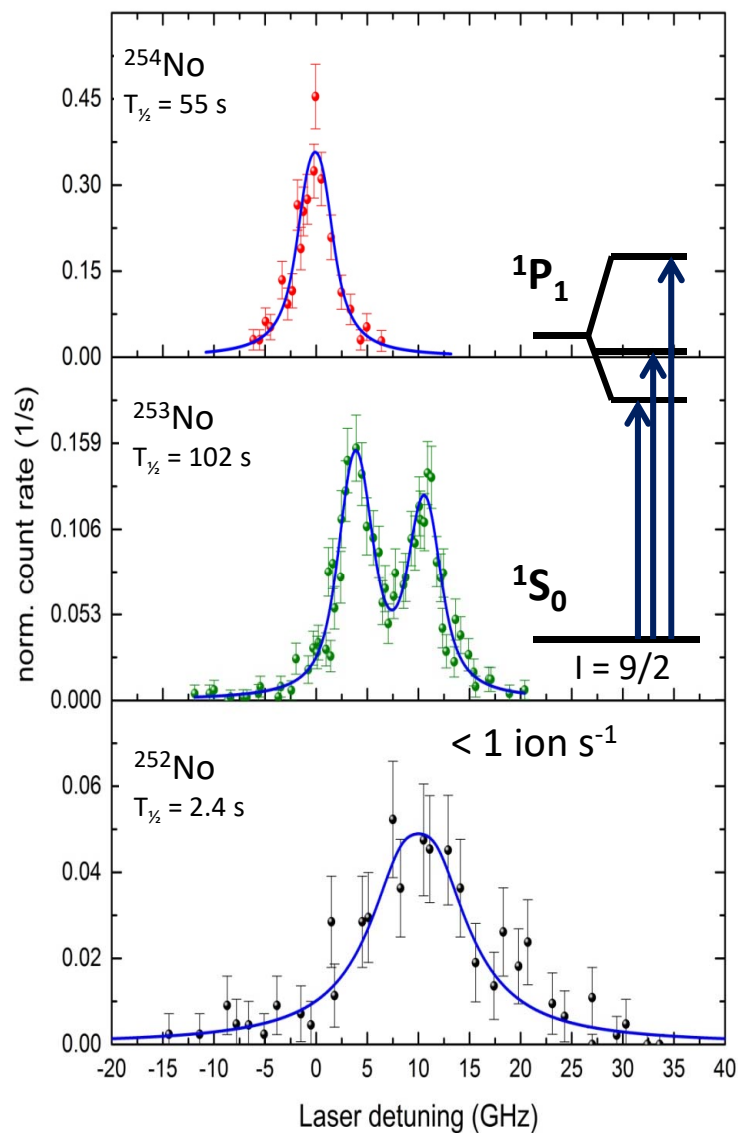 ²⁵⁴No
T½ = 55 s
0.45
0.30
0.15
0.00
¹P₁
²⁵³No
T½ = 102 s
0.159
0.106
0.053
0.000
¹S₀
I = 9/2
norm. count rate (1/s)
²⁵²No
T½ = 2.4 s
< 1 ion s⁻¹
0.06
0.04
0.02
0.00
-20 -15 -10 -5 0 5 10 15 20 25 30 35 40
Laser detuning (GHz)